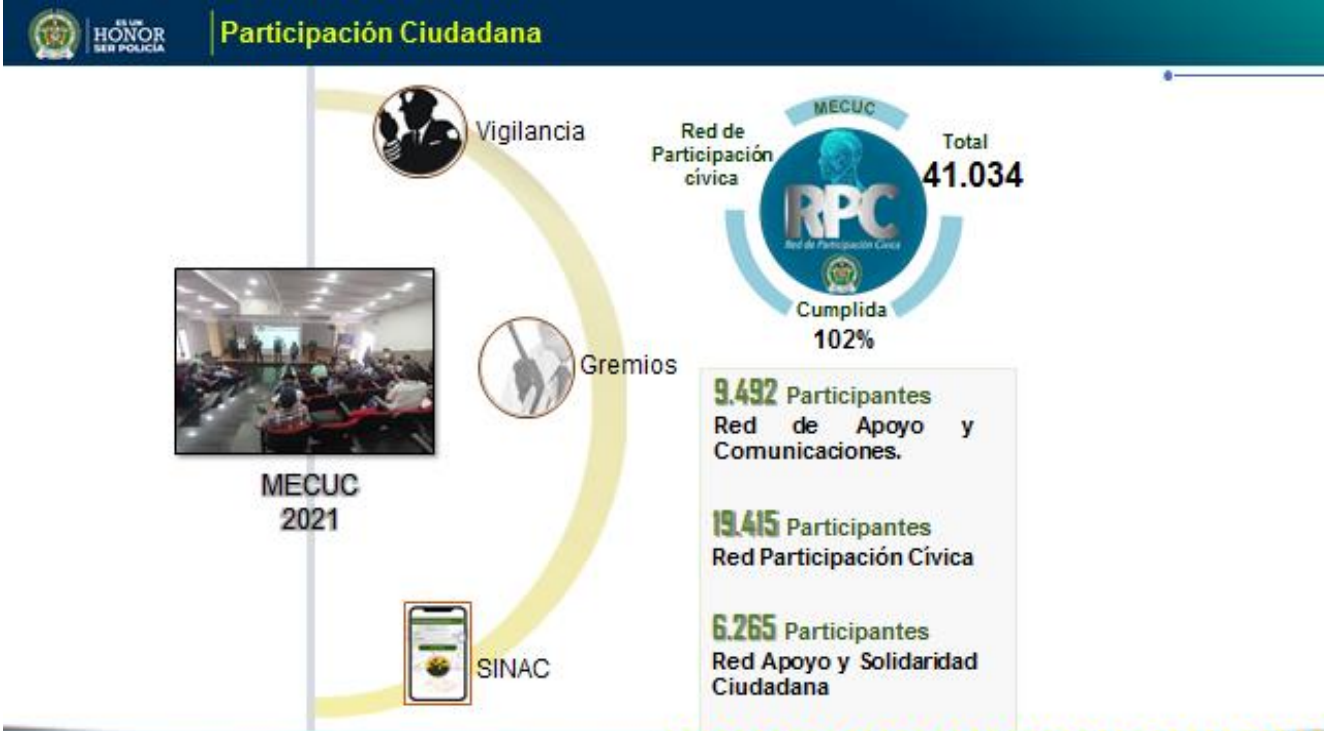 ES UN
HONOR
SER POLICÍA
Participación Ciudadana
Vigilancia
Gremios
SINAC
MECUC
2021
MECUC
Red de
Participación
cívica
Total
41.034
RPC
Red de Participación Cívica
Cumplida
102%
9.492 Participantes
Red de Apoyo y
Comunicaciones.
19.415 Participantes
Red Participación Cívica
6.265 Participantes
Red Apoyo y Solidaridad
Ciudadana